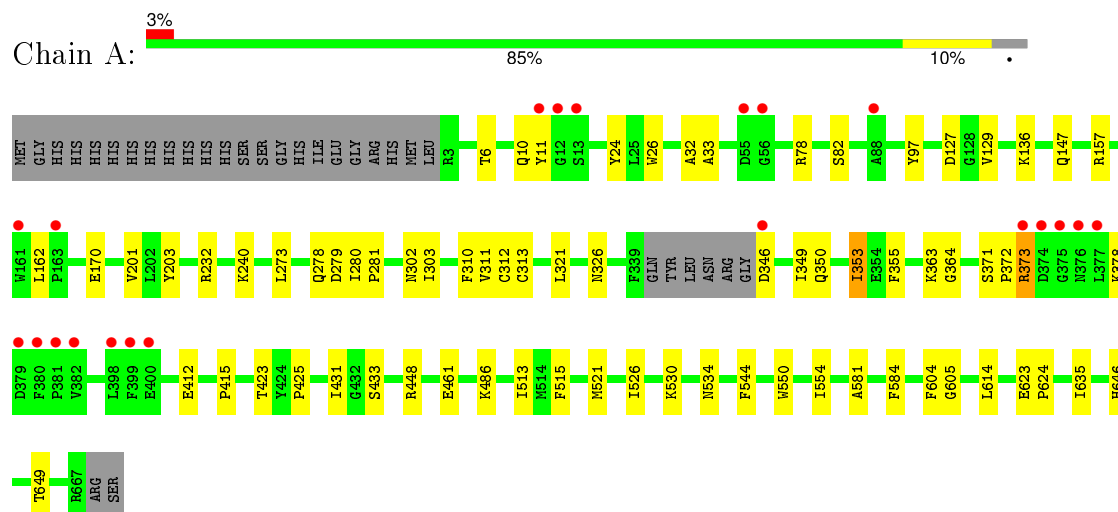 3%
Chain A:
85% 10% •
MET GLY HIS HIS HIS HIS HIS HIS HIS HIS HIS HIS SER SER GLY HIS ILE GLU GLY ARG HIS MET LEU R3 T6 Q10 Y11 G12 S13 Y24 L25 W26 A32 A33 D55 G56 R78 S82 A88 Y97 D127 G128 V129 K136 Q147 R157
W161 L162 P163 E170 V201 L202 Y203 R232 K240 L273 Q278 D279 I280 P281 N302 I303 F310 V311 C312 C313 L321 N326 F339 GLN TYR LEU ASN ARG GLY D346 I349 Q350 I353 E354 F355 K363 G364 S371 P372 R373 D374 G375 N376 L377 K378
D379 F380 P381 V382 L398 F399 E400 E412 P415 T423 Y424 P425 I431 G432 S433 R448 E461 K486 I513 M514 F515 M521 I526 K530 N534 F544 W550 I554 A581 F584 F604 G605 L614 E623 P624 I635 H646
T649 R667 ARG SER